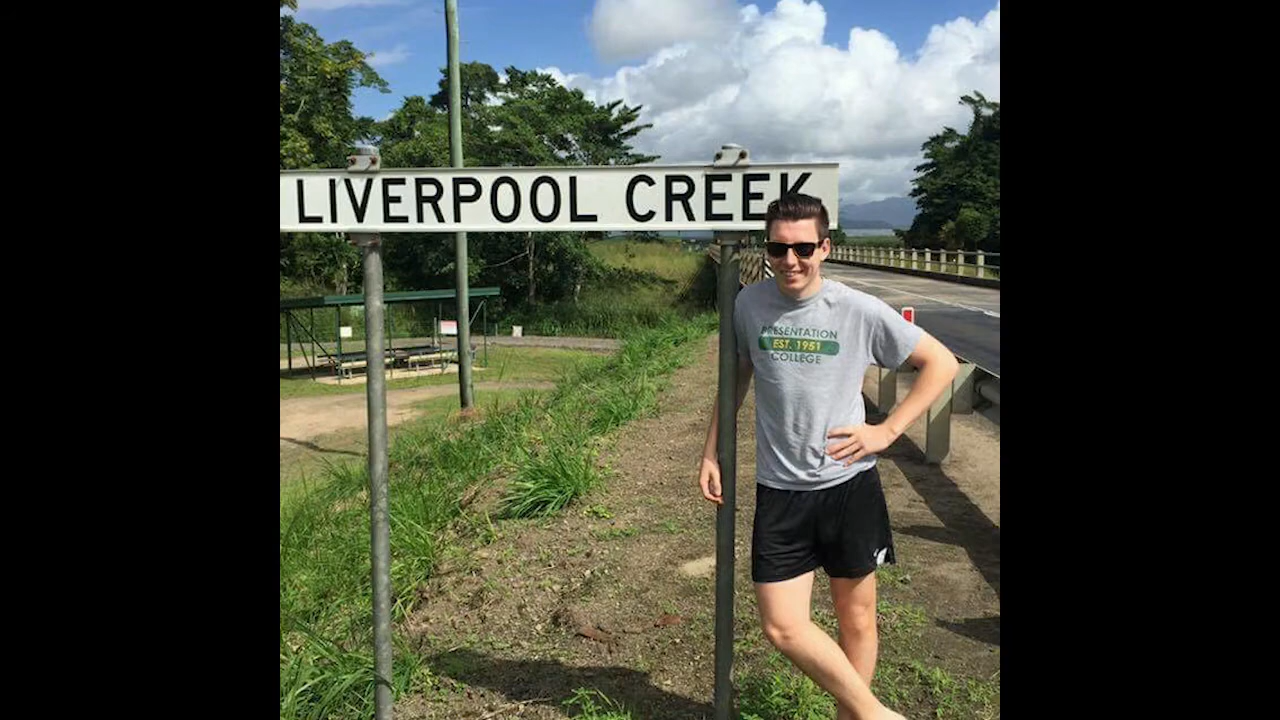 LIVERPOOL CREEK
PRESENTATION
EST. 1951
COLLEGE